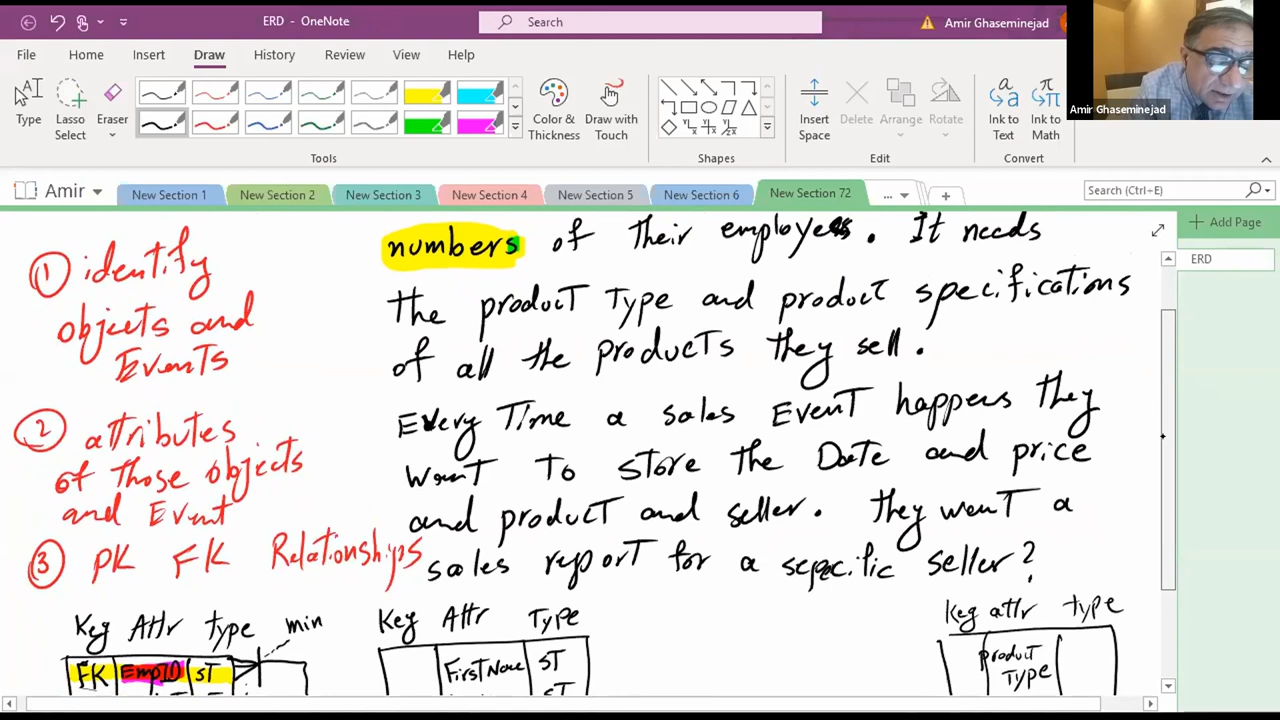 ERD - OneNote
Search
Amir Ghaseminejad
Amir Ghaseminejad
File Home Insert Draw History Review View Help
Type
Lasso Select
Eraser
Color & Thickness
Draw with Touch
Insert Space
Delete
Arrange
Rotate
Ink to Text
Ink to Math
Tools
Shapes
Edit
Convert
Amir
New Section 1
New Section 2
New Section 3
New Section 4
New Section 5
New Section 6
New Section 72
...
Search (Ctrl+E)
Add Page
ERD
① identify
objects and
Events
② attributes
of those objects
and Event
③ PK FK Relationships
numbers of their employees. It needs
the product Type and product specifications
of all the products they sell.
Every Time a sales Event happens they
want to store the Date and price
and product and seller. they want a
sales report for a specific seller?
Key Attr type min
FK EmpID ST
Key Attr Type
First Name ST
ST
Key attr type
product
Type